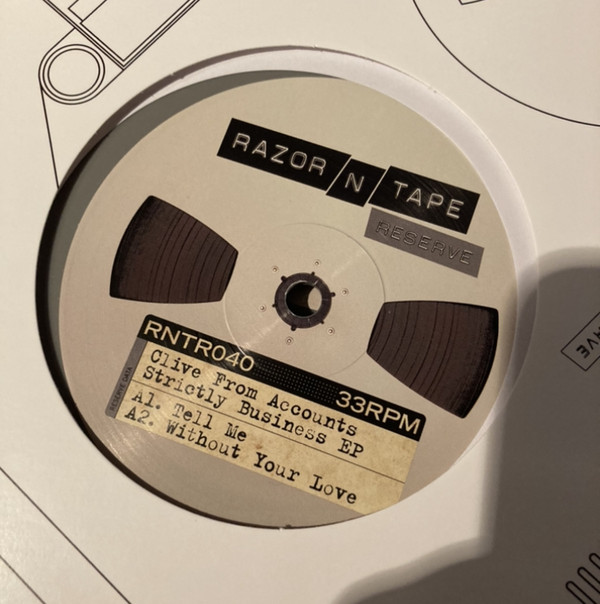 RAZOR N TAPE
RESERVE
RNTR040
33RPM
Clive From Accounts
Strictly Business EP
A1: Tell Me
A2: Without Your Love